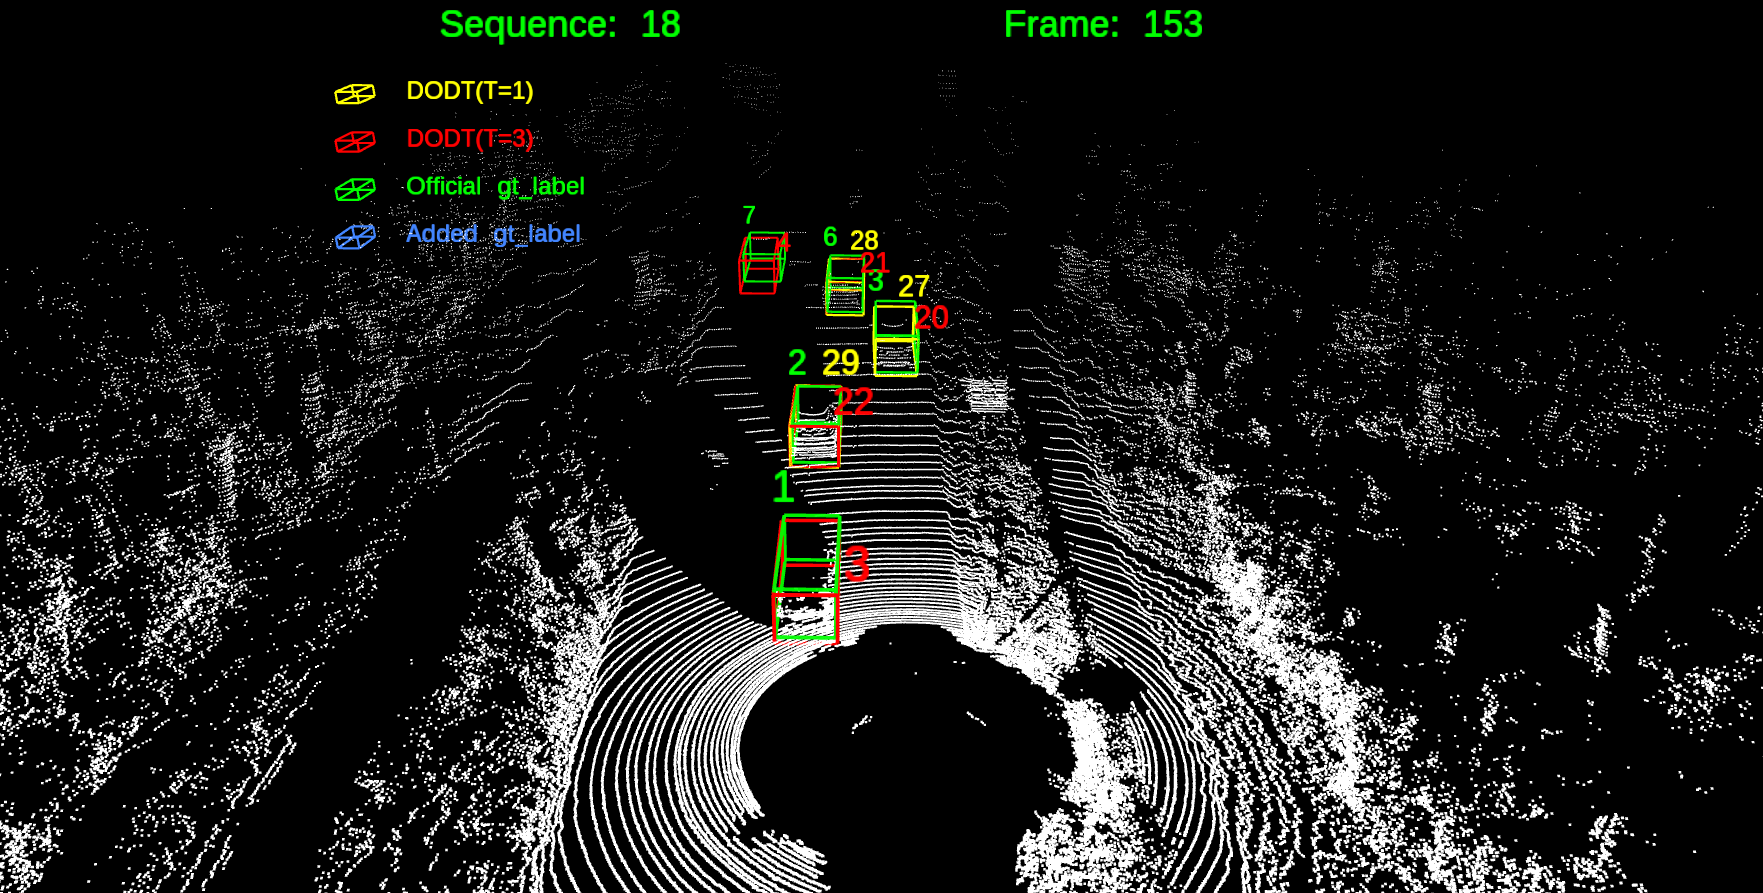 Sequence: 18 Frame: 153
DODT(T=1)
DODT(T=3)
Official gt_label
Added gt_label
7
4
6
28
21
3
27
20
2
29
22
1
3